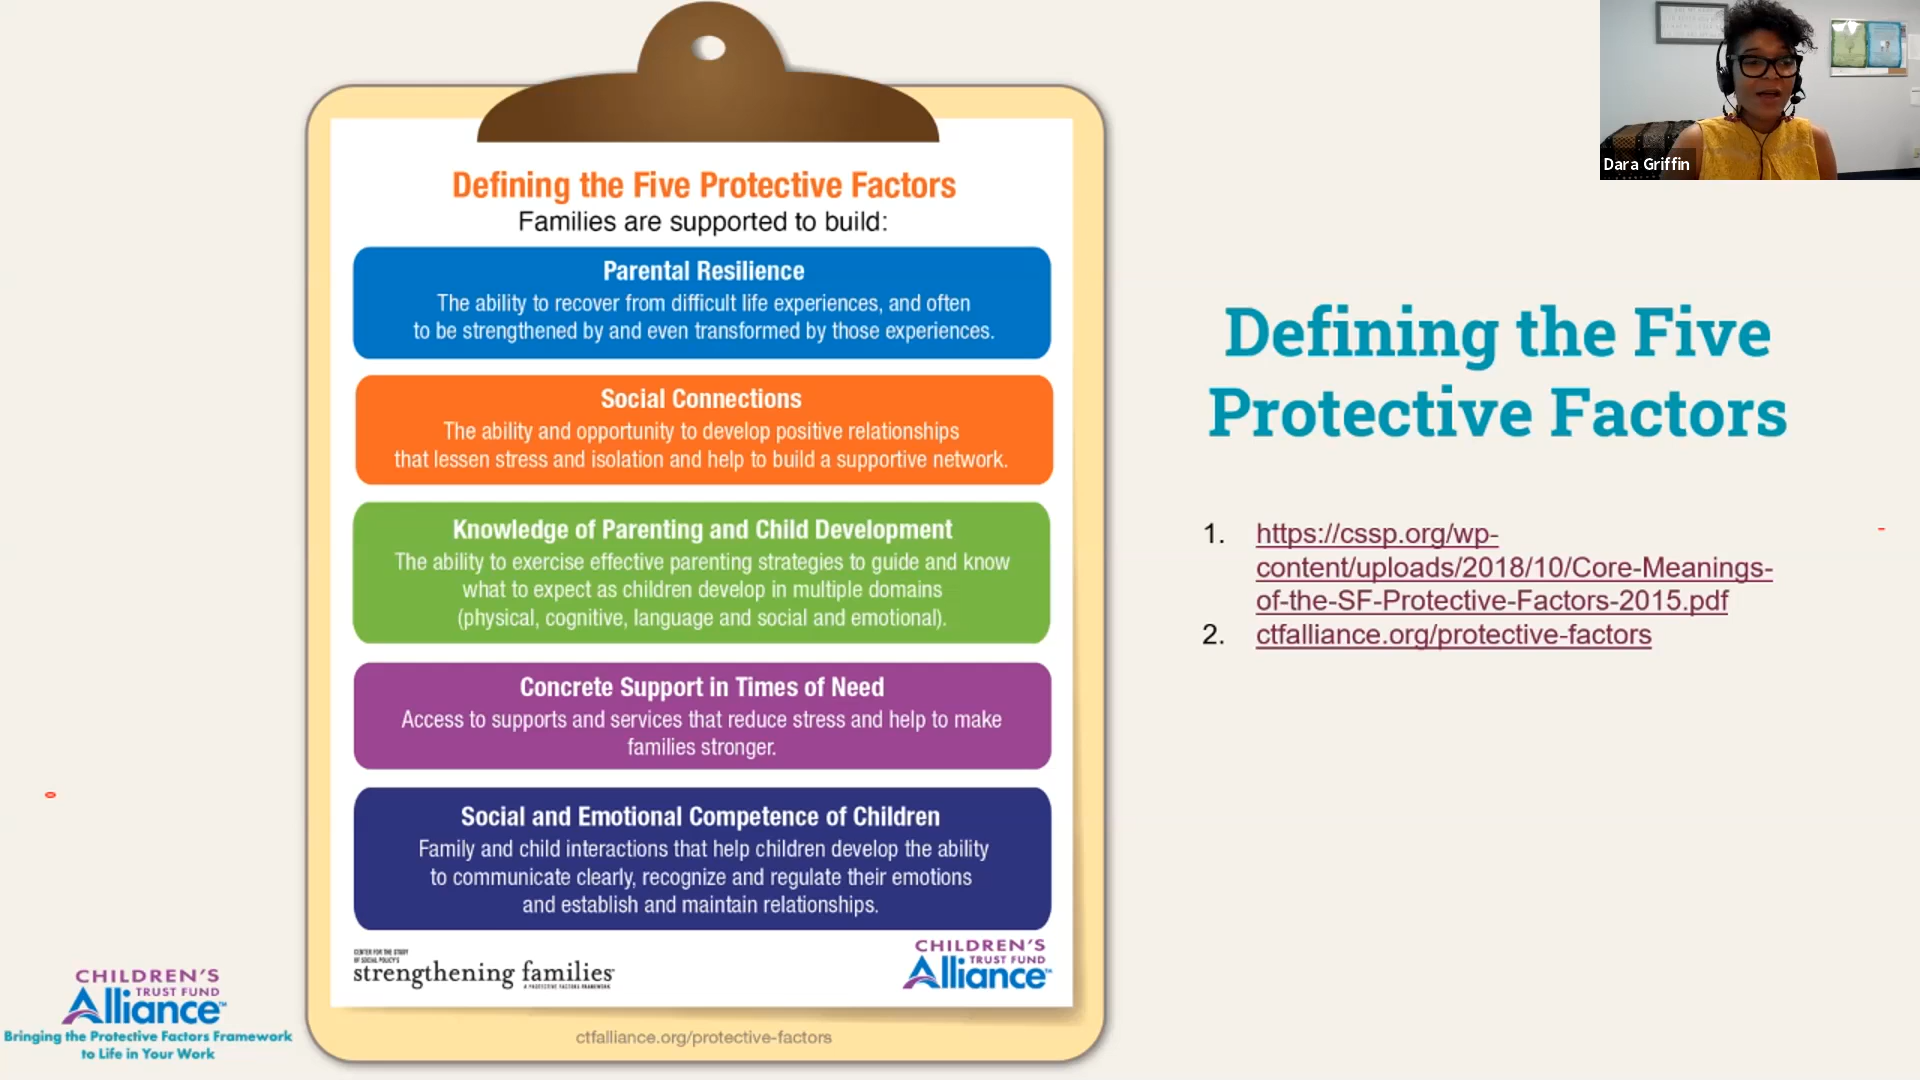 Defining the Five Protective Factors
Families are supported to build:
Parental Resilience
The ability to recover from difficult life experiences, and often
to be strengthened by and even transformed by those experiences.
Social Connections
The ability and opportunity to develop positive relationships
that lessen stress and isolation and help to build a supportive network.
Knowledge of Parenting and Child Development
The ability to exercise effective parenting strategies to guide and know
what to expect as children develop in multiple domains
(physical, cognitive, language and social and emotional).
Concrete Support in Times of Need
Access to supports and services that reduce stress and help to make
families stronger.
Social and Emotional Competence of Children
Family and child interactions that help children develop the ability
to communicate clearly, recognize and regulate their emotions
and establish and maintain relationships.
CENTER FOR THE STUDY
OF SOCIAL POLICY'S
strengthening families
A PROTECTIVE FACTORS FRAMEWORK
CHILDREN'S
TRUST FUND
Alliance™
ctfalliance.org/protective-factors
Dara Griffin
Defining the Five
Protective Factors
1. https://cssp.org/wp-
content/uploads/2018/10/Core-Meanings-
of-the-SF-Protective-Factors-2015.pdf
2. ctfalliance.org/protective-factors
CHILDREN'S
TRUST FUND
Alliance™
Bringing the Protective Factors Framework
to Life in Your Work